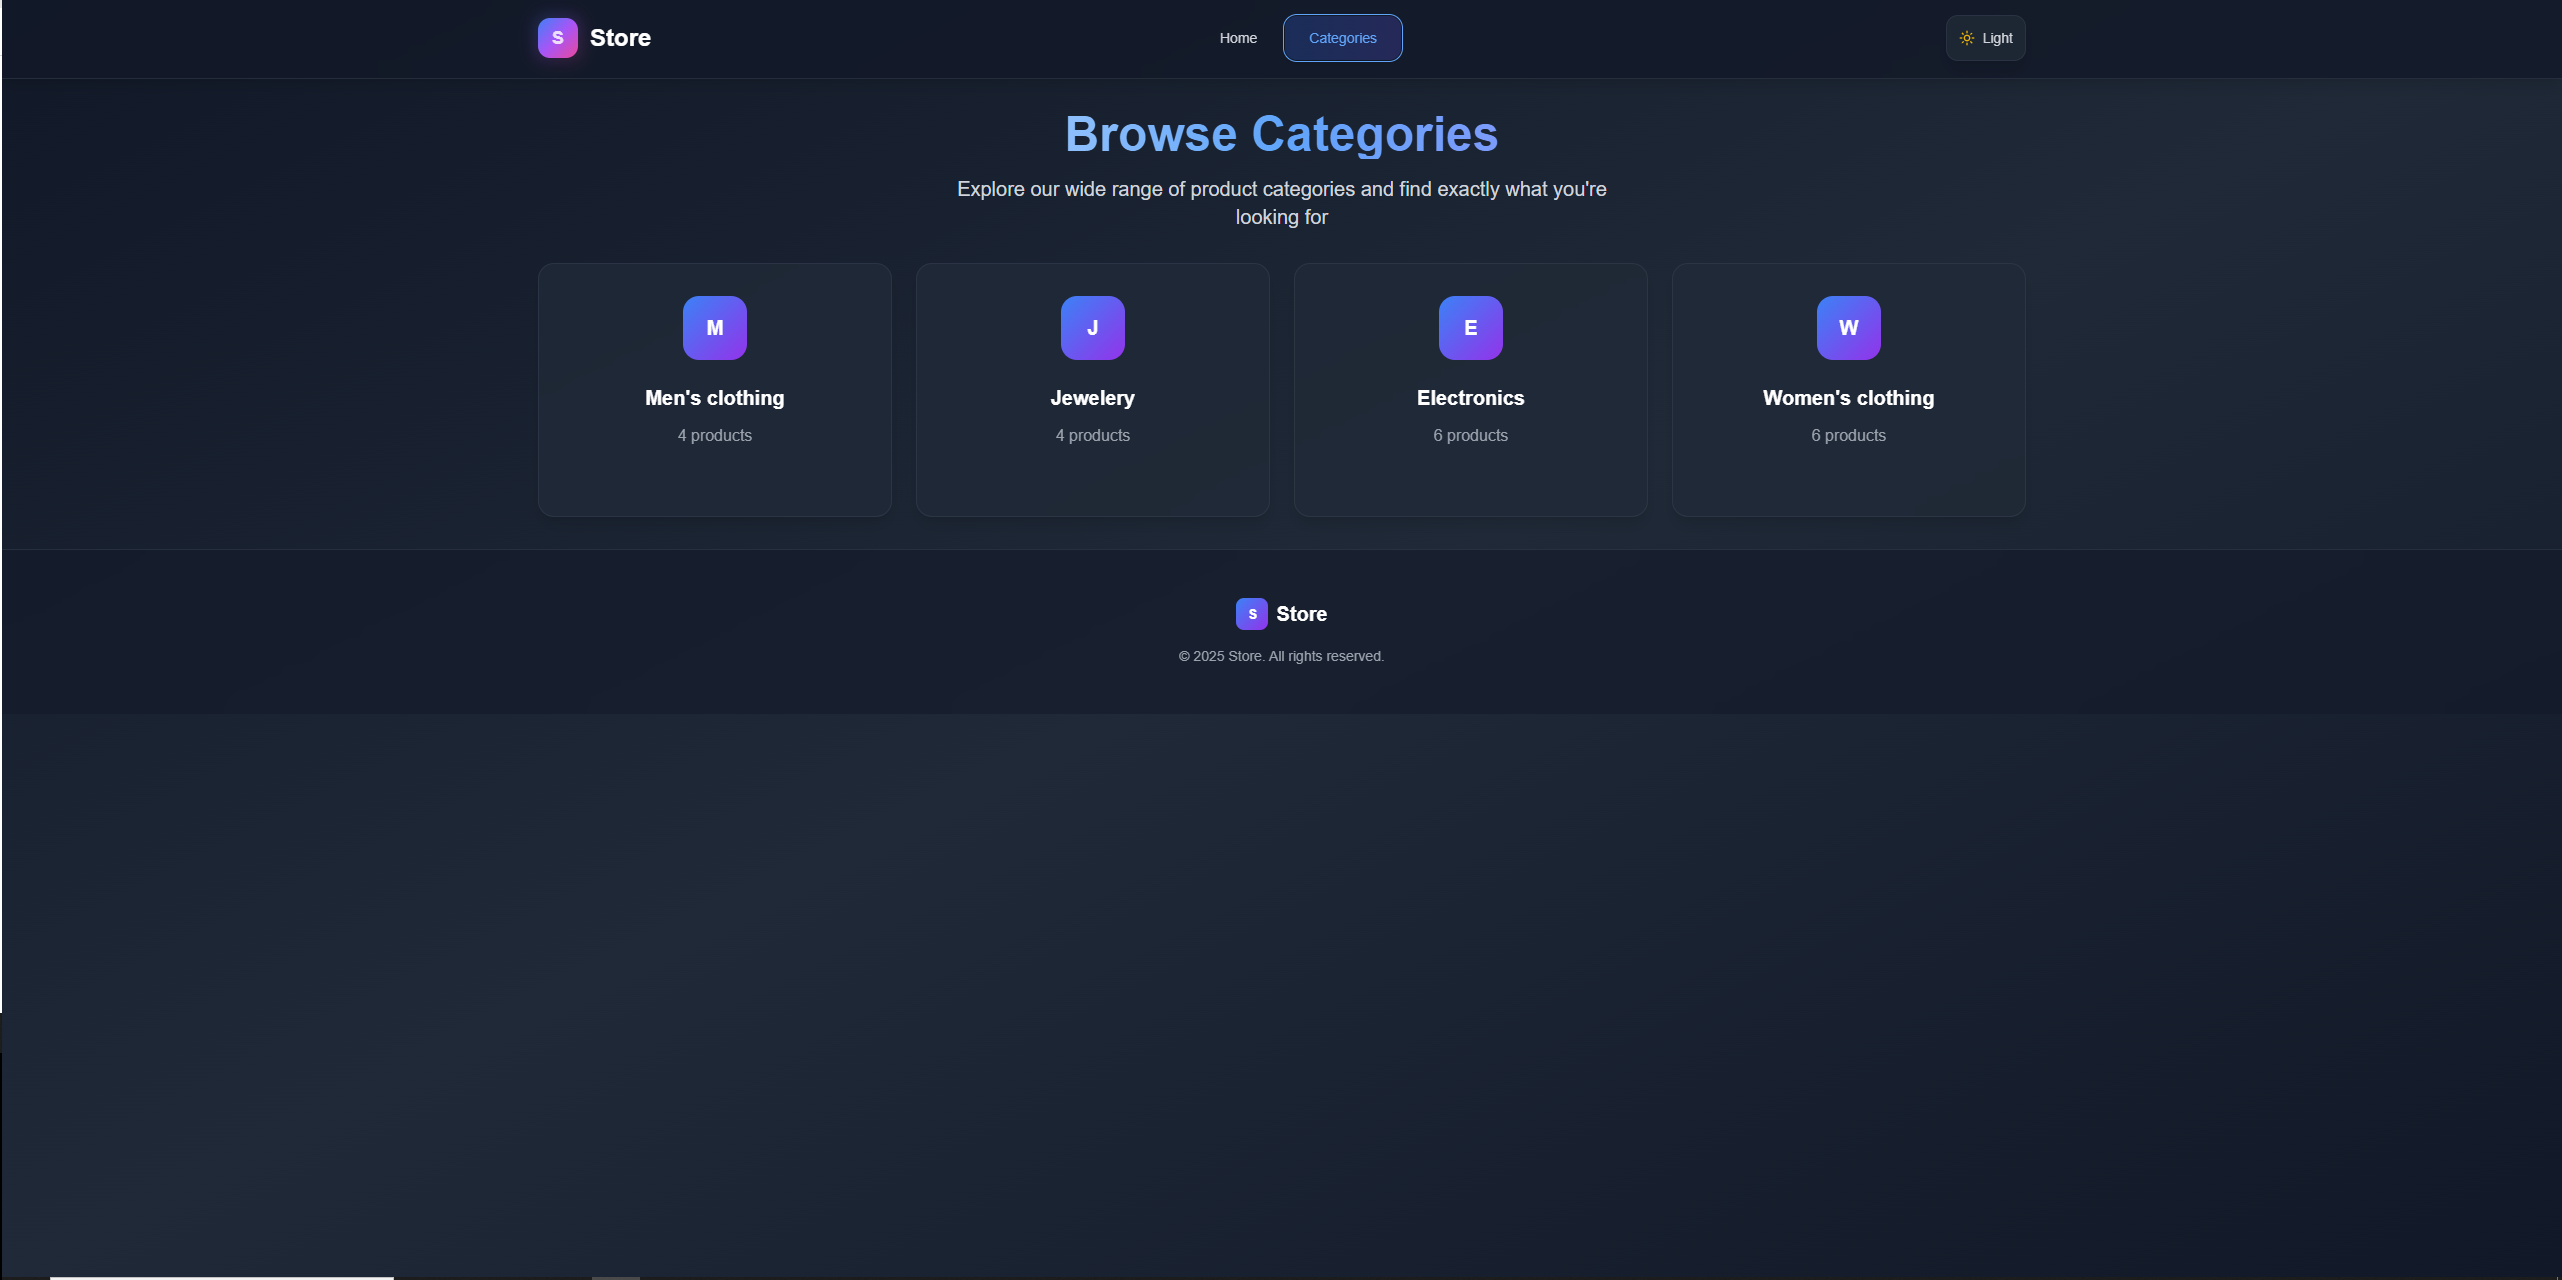 S Store
Home
Categories
Light
Browse Categories
Explore our wide range of product categories and find exactly what you're
looking for
M
Men's clothing
4 products
J
Jewelery
4 products
E
Electronics
6 products
W
Women's clothing
6 products
S Store
© 2025 Store. All rights reserved.